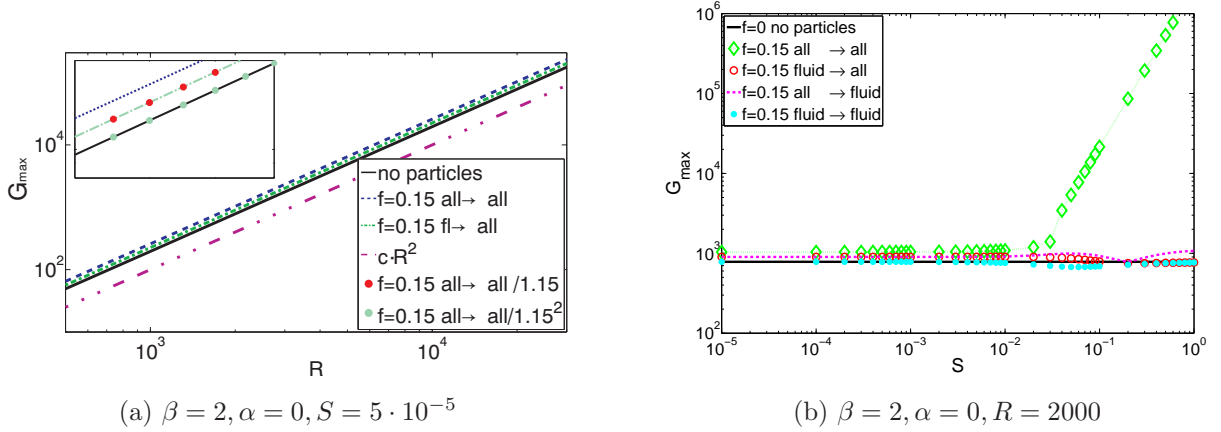 G_max
10^4
10^2
10^3
10^4
R
no particles
f=0.15 all→ all
f=0.15 fl→ all
c·R^2
f=0.15 all→ all /1.15
f=0.15 all→ all/1.15^2
(a) β = 2, α = 0, S = 5 · 10^−5
G_max
10^6
10^5
10^4
10^3
10^2
10^−5
10^−4
10^−3
10^−2
10^−1
10^0
S
f=0 no particles
f=0.15 all → all
f=0.15 fluid → all
f=0.15 all → fluid
f=0.15 fluid → fluid
(b) β = 2, α = 0, R = 2000